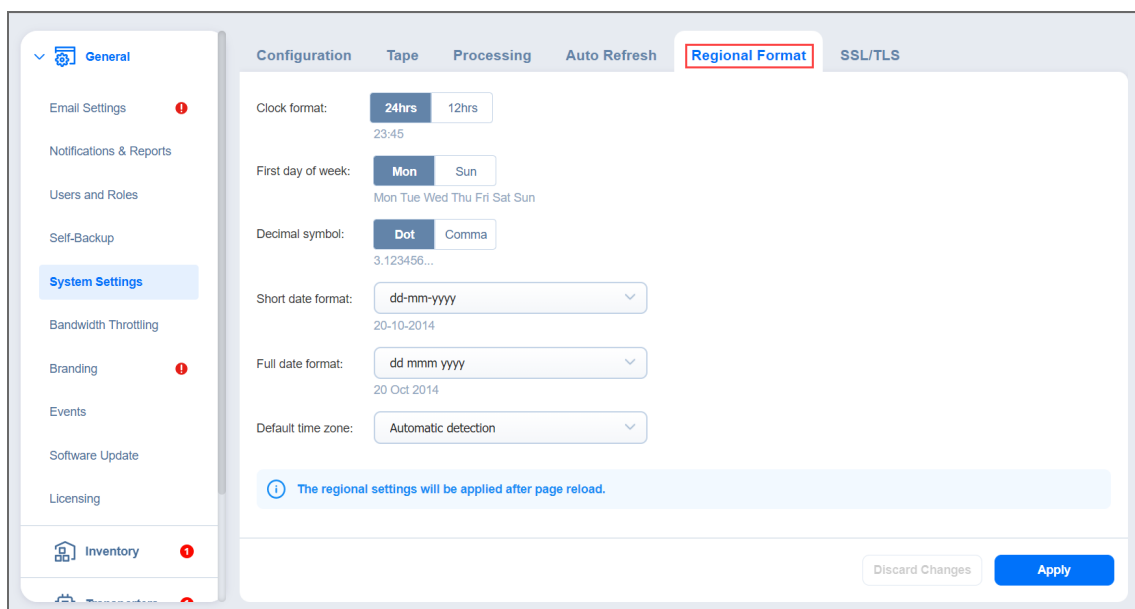 General
Email Settings !
Notifications & Reports
Users and Roles
Self-Backup
System Settings
Bandwidth Throttling
Branding !
Events
Software Update
Licensing
Inventory 1
Configuration Tape Processing Auto Refresh Regional Format SSL/TLS
Clock format: 24hrs 12hrs
23:45
First day of week: Mon Sun
Mon Tue Wed Thu Fri Sat Sun
Decimal symbol: Dot Comma
3.123456...
Short date format: dd-mm-yyyy
20-10-2014
Full date format: dd mmm yyyy
20 Oct 2014
Default time zone: Automatic detection
i The regional settings will be applied after page reload.
Discard Changes Apply